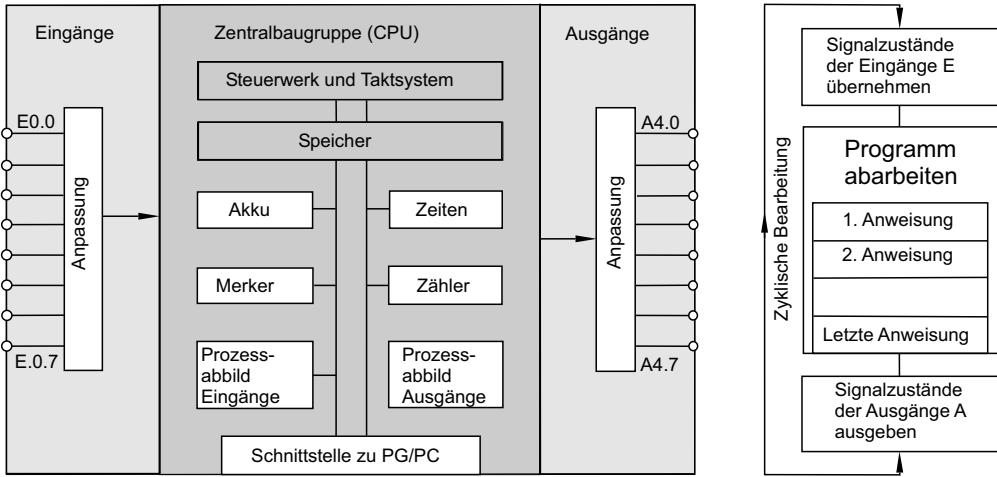 Eingänge
Zentralbaugruppe (CPU)
Ausgänge
Steuerwerk und Taktsystem
Speicher
E0.0
E.0.7
Anpassung
Akku
Zeiten
Merker
Zähler
Prozess-
abbild
Eingänge
Prozess-
abbild
Ausgänge
Schnittstelle zu PG/PC
Anpassung
A4.0
A4.7
Zyklische Bearbeitung
Signalzustände
der Eingänge E
übernehmen
Programm
abarbeiten
1. Anweisung
2. Anweisung
Letzte Anweisung
Signalzustände
der Ausgänge A
ausgeben